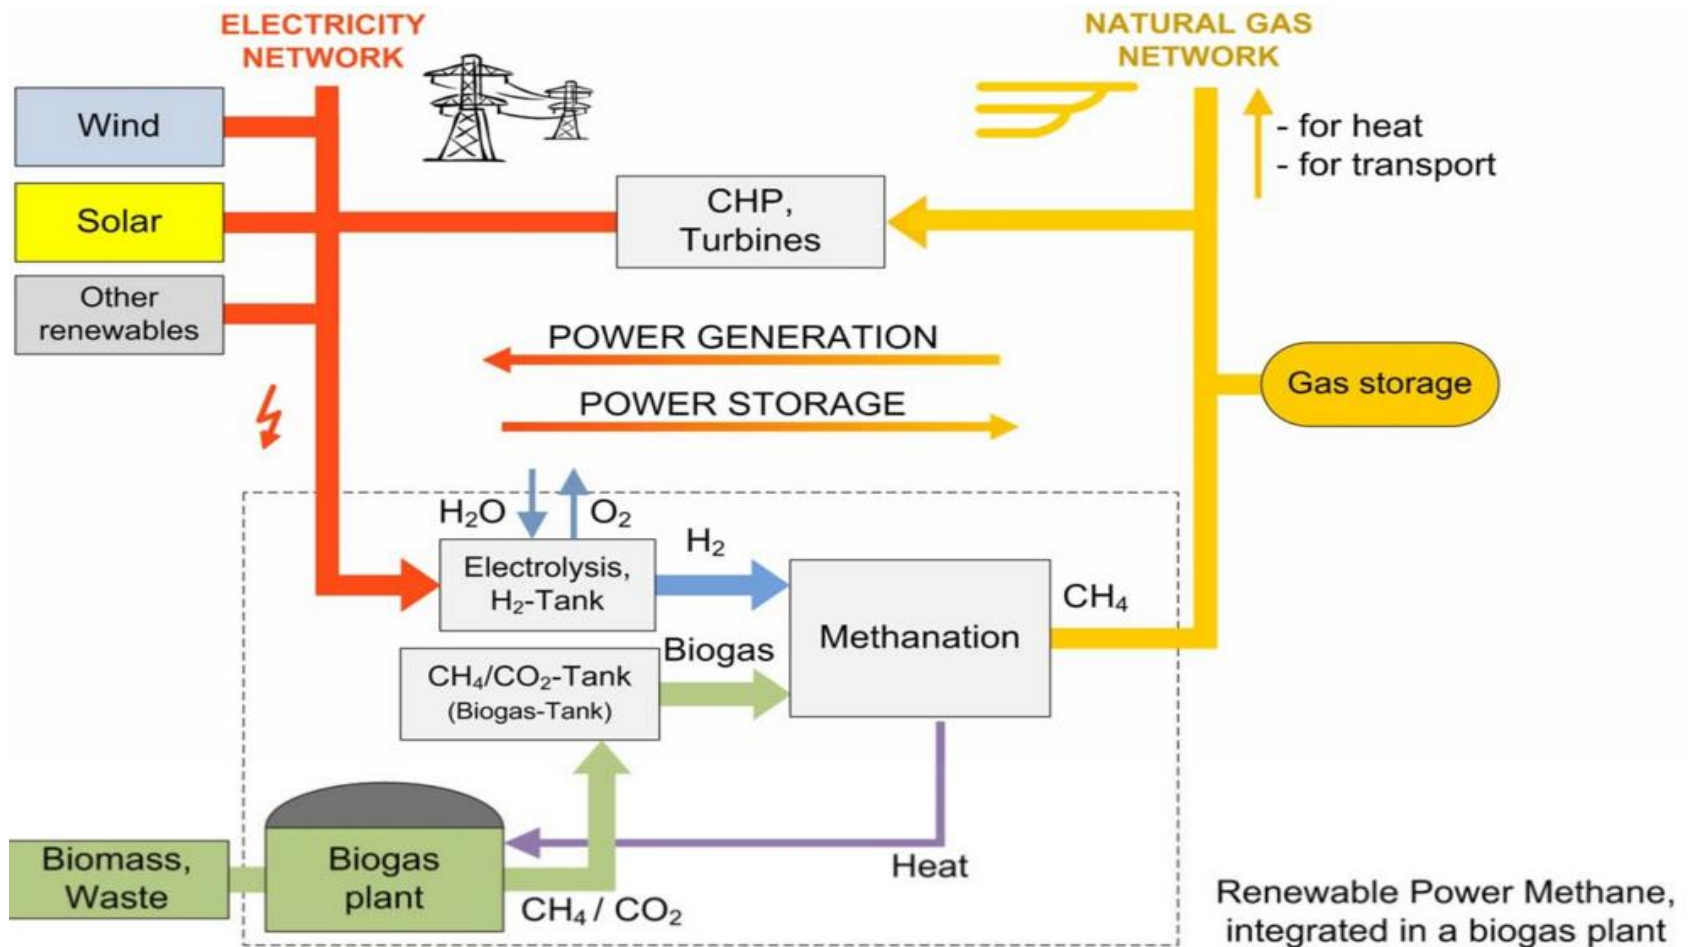 ELECTRICITY
NETWORK
NATURAL GAS
NETWORK
Wind
- for heat
- for transport
Solar
CHP,
Turbines
Other
renewables
POWER GENERATION
POWER STORAGE
Gas storage
H₂O
O₂
Electrolysis,
H₂-Tank
H₂
Methanation
CH₄
CH₄/CO₂-Tank
(Biogas-Tank)
Biogas
Biomass,
Waste
Biogas
plant
CH₄ / CO₂
Heat
Renewable Power Methane,
integrated in a biogas plant